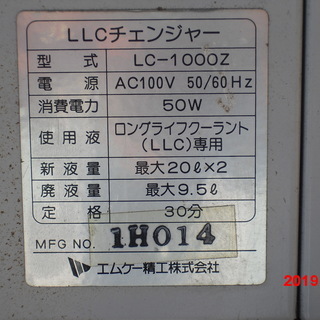 LLCチェンジャー
型式 LC-1000Z
電源 AC100V 50/60Hz
消費電力 50W
使用液 ロングライフクーラント
(LLC)専用
新液量 最大20ℓ×2
廃液量 最大9.5ℓ
定格 30分
MFG NO. 1H014
エムケー精工株式会社
2019